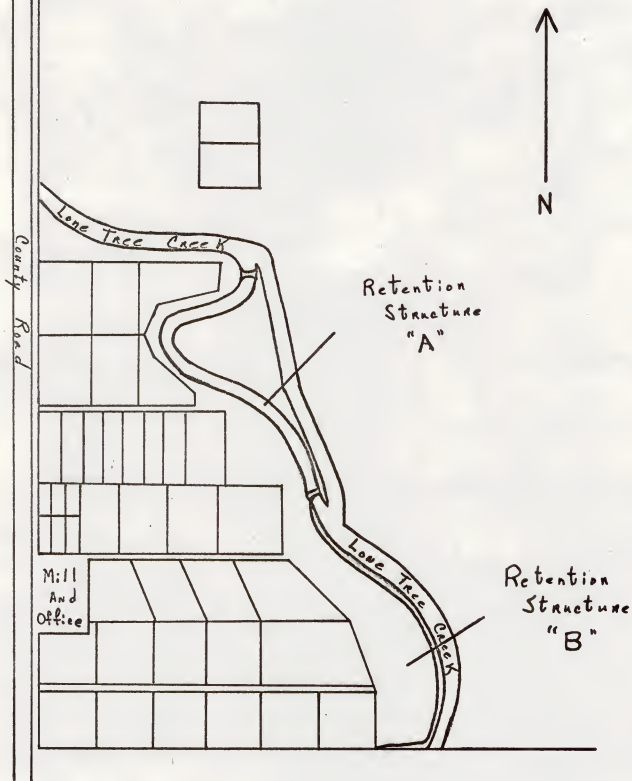 N
Lone Tree Creek
County Road
Retention
Structure
"A"
Lone Tree Creek
Mill
And
Office
Retention
Structure
"B"